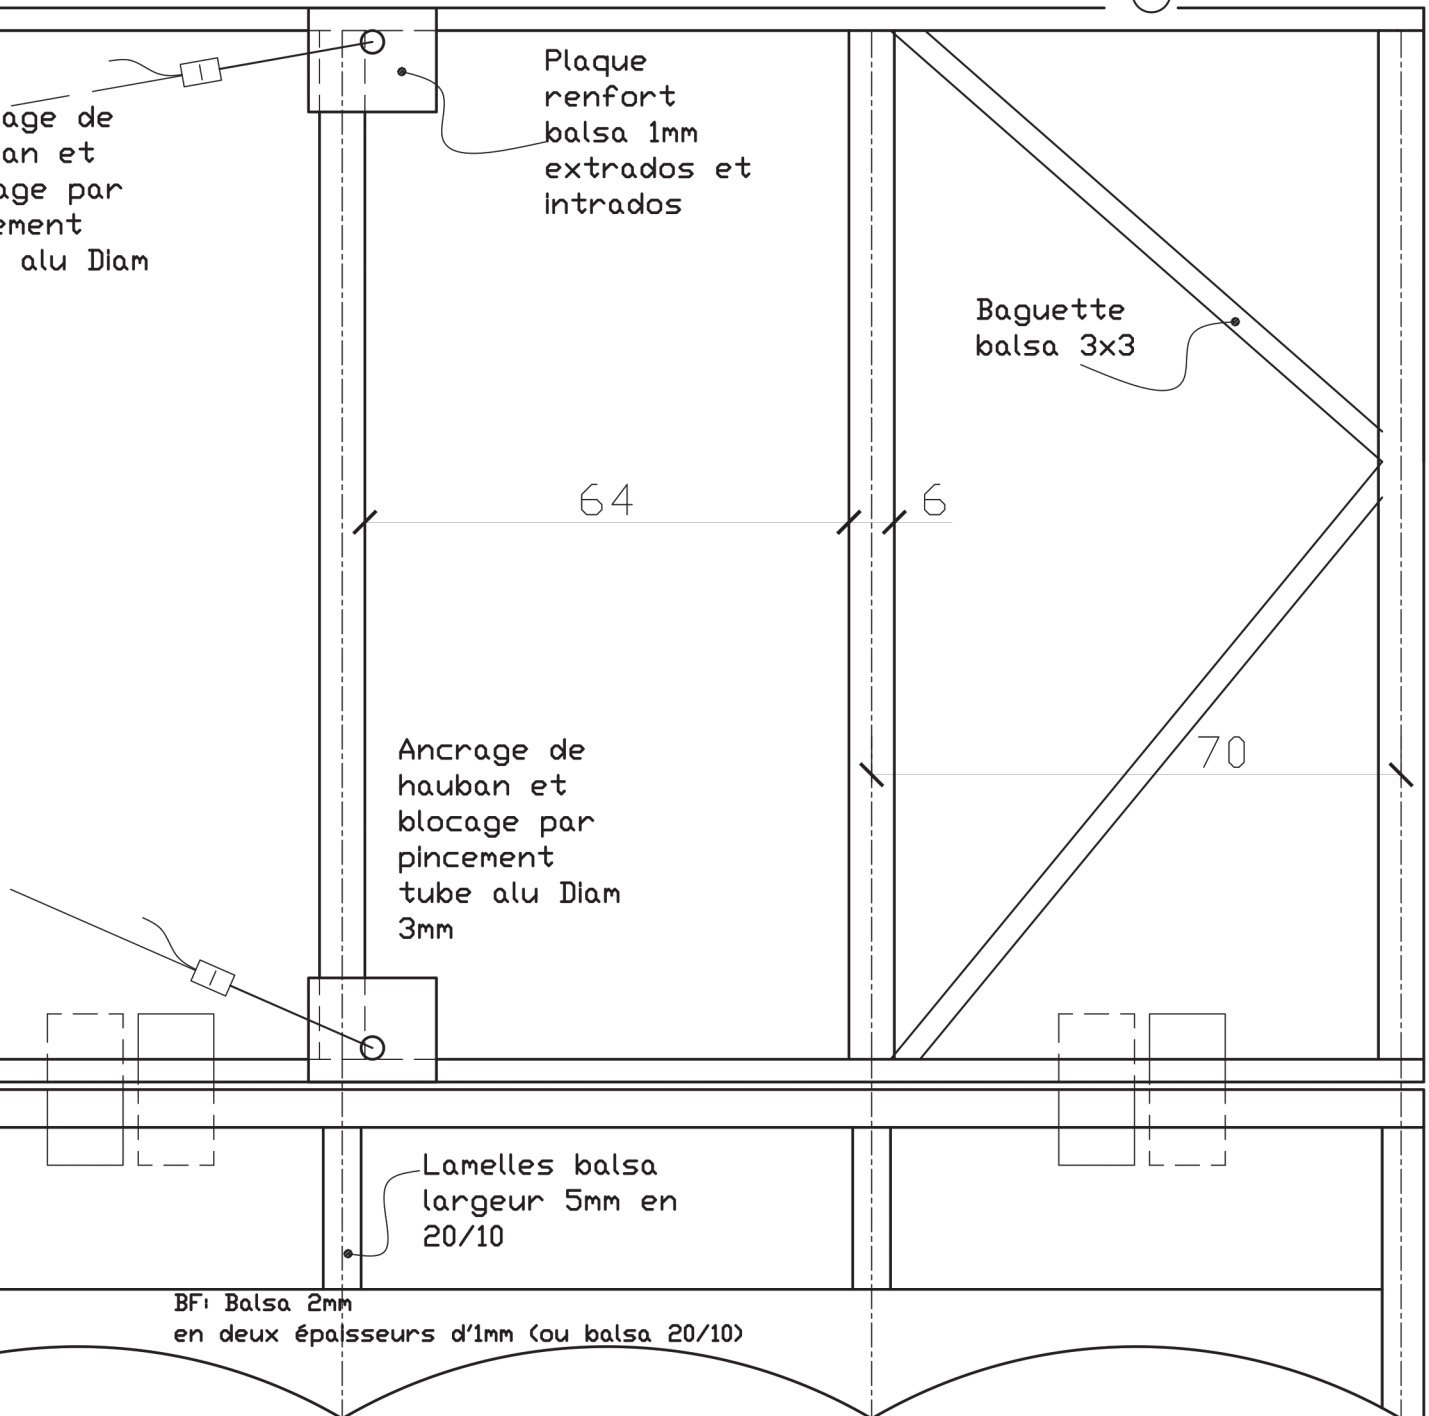 Plaque
renfort
balsa 1mm
extrados et
intrados
age de
an et
age par
ement
alu Diam
Baguette
balsa 3x3
64
6
70
Ancrage de
hauban et
blocage par
pincement
tube alu Diam
3mm
Lamelles balsa
largeur 5mm en
20/10
BF: Balsa 2mm
en deux épaisseurs d'1mm (ou balsa 20/10)